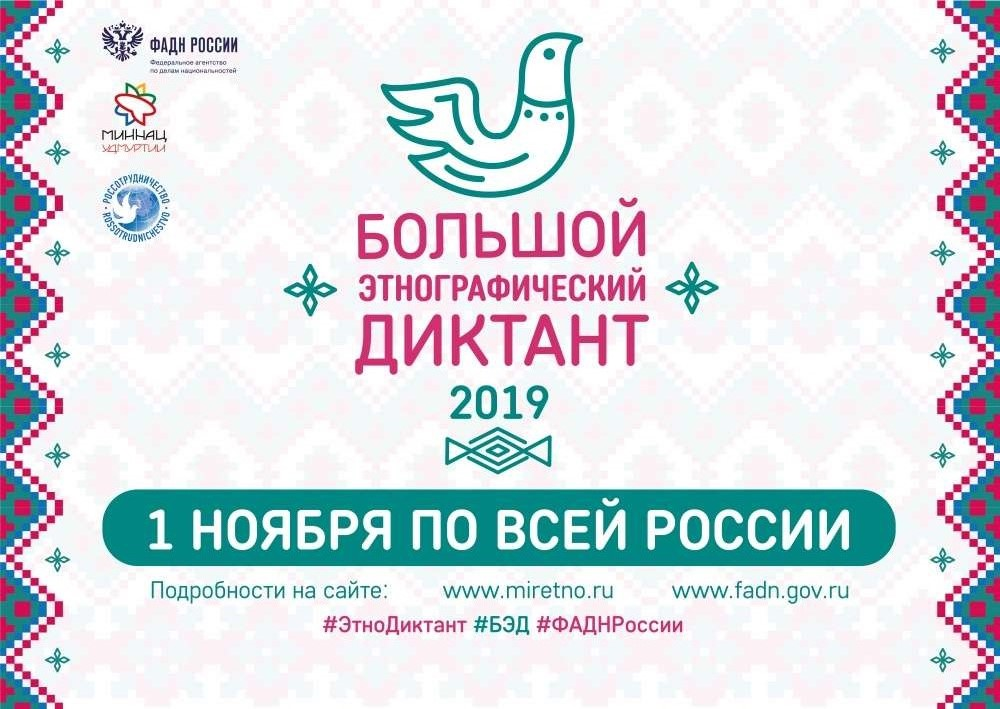 ФАДН РОССИИ
Федеральное агентство
по делам национальностей
МИННАЦ
УДМУРТИИ
РОССОТРУДНИЧЕСТВО
ROSSOTRUDNICHESTVO
БОЛЬШОЙ
ЭТНОГРАФИЧЕСКИЙ
ДИКТАНТ
2019
1 НОЯБРЯ ПО ВСЕЙ РОССИИ
Подробности на сайте: www.miretno.ru www.fadn.gov.ru
#ЭтноДиктант #БЭД #ФАДНРоссии